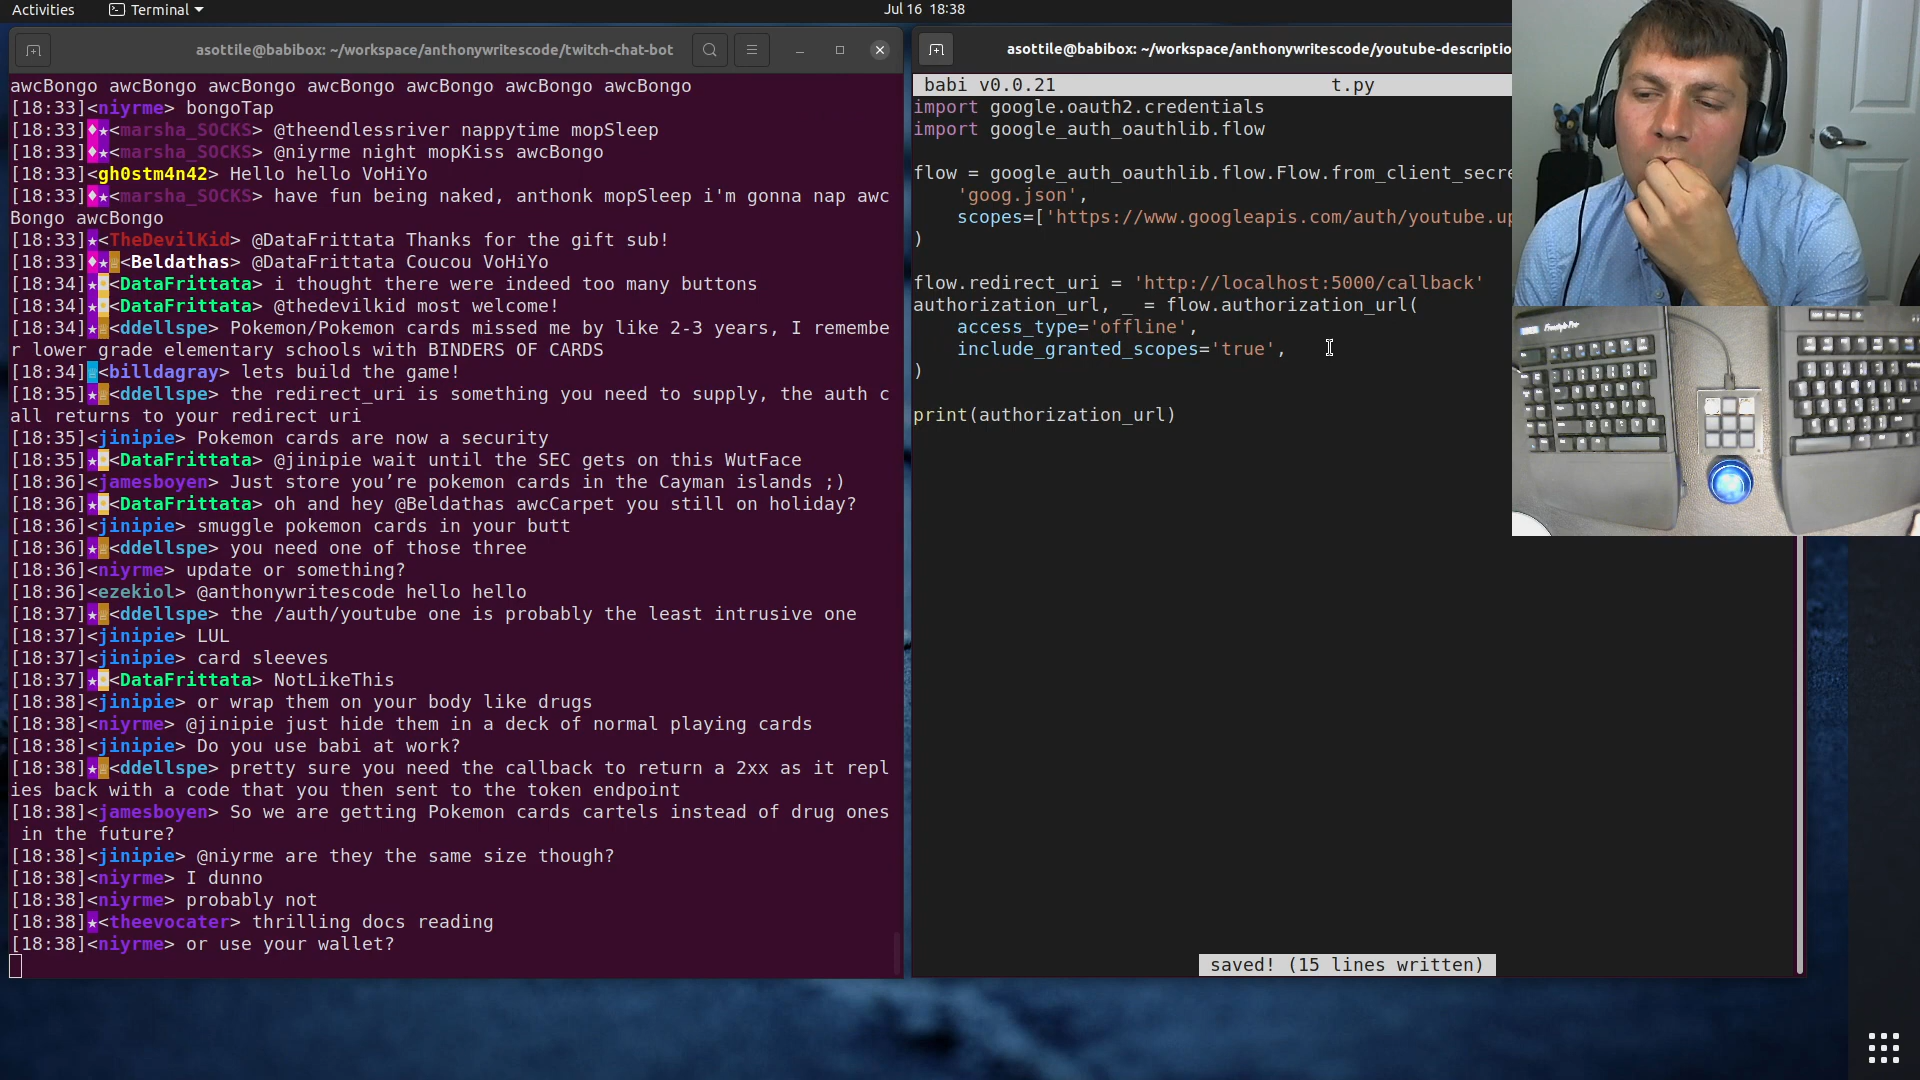 Activities
Terminal
Jul 16 18:38
asottile@babibox: ~/workspace/anthonywritescode/twitch-chat-bot
awcBongo awcBongo awcBongo awcBongo awcBongo awcBongo awcBongo
[18:33]<niyrme> bongoTap
[18:33]♦★<marsha_SOCKS> @theendlessriver nappytime mopSleep
[18:33]♦★<marsha_SOCKS> @niyrme night mopKiss awcBongo
[18:33]<gh0stm4n42> Hello hello VoHiYo
[18:33]♦★<marsha_SOCKS> have fun being naked, anthonk mopSleep i'm gonna nap awc
Bongo awcBongo
[18:33]★<TheDevilKid> @DataFrittata Thanks for the gift sub!
[18:33]♦★<Beldathas> @DataFrittata Coucou VoHiYo
[18:34]★<DataFrittata> i thought there were indeed too many buttons
[18:34]★<DataFrittata> @thedevilkid most welcome!
[18:34]★<ddellspe> Pokemon/Pokemon cards missed me by like 2-3 years, I remembe
r lower grade elementary schools with BINDERS OF CARDS
[18:34]<billdagray> lets build the game!
[18:35]★<ddellspe> the redirect_uri is something you need to supply, the auth c
all returns to your redirect uri
[18:35]<jinipie> Pokemon cards are now a security
[18:35]★<DataFrittata> @jinipie wait until the SEC gets on this WutFace
[18:36]<jamesboyen> Just store you’re pokemon cards in the Cayman islands ;)
[18:36]★<DataFrittata> oh and hey @Beldathas awcCarpet you still on holiday?
[18:36]<jinipie> smuggle pokemon cards in your butt
[18:36]★<ddellspe> you need one of those three
[18:36]<niyrme> update or something?
[18:36]<ezekiol> @anthonywritescode hello hello
[18:37]★<ddellspe> the /auth/youtube one is probably the least intrusive one
[18:37]<jinipie> LUL
[18:37]<jinipie> card sleeves
[18:37]★<DataFrittata> NotLikeThis
[18:38]<jinipie> or wrap them on your body like drugs
[18:38]<niyrme> @jinipie just hide them in a deck of normal playing cards
[18:38]<jinipie> Do you use babi at work?
[18:38]★<ddellspe> pretty sure you need the callback to return a 2xx as it repl
ies back with a code that you then sent to the token endpoint
[18:38]<jamesboyen> So we are getting Pokemon cards cartels instead of drug ones
 in the future?
[18:38]<jinipie> @niyrme are they the same size though?
[18:38]<niyrme> I dunno
[18:38]<niyrme> probably not
[18:38]★<theevocater> thrilling docs reading
[18:38]<niyrme> or use your wallet?
asottile@babibox: ~/workspace/anthonywritescode/youtube-descriptio
babi v0.0.21 t.py
import google.oauth2.credentials
import google_auth_oauthlib.flow
flow = google_auth_oauthlib.flow.Flow.from_client_secre
    'goog.json',
    scopes=['https://www.googleapis.com/auth/youtube.up
)
flow.redirect_uri = 'http://localhost:5000/callback'
authorization_url, _ = flow.authorization_url(
    access_type='offline',
    include_granted_scopes='true',
)
print(authorization_url)
saved! (15 lines written)